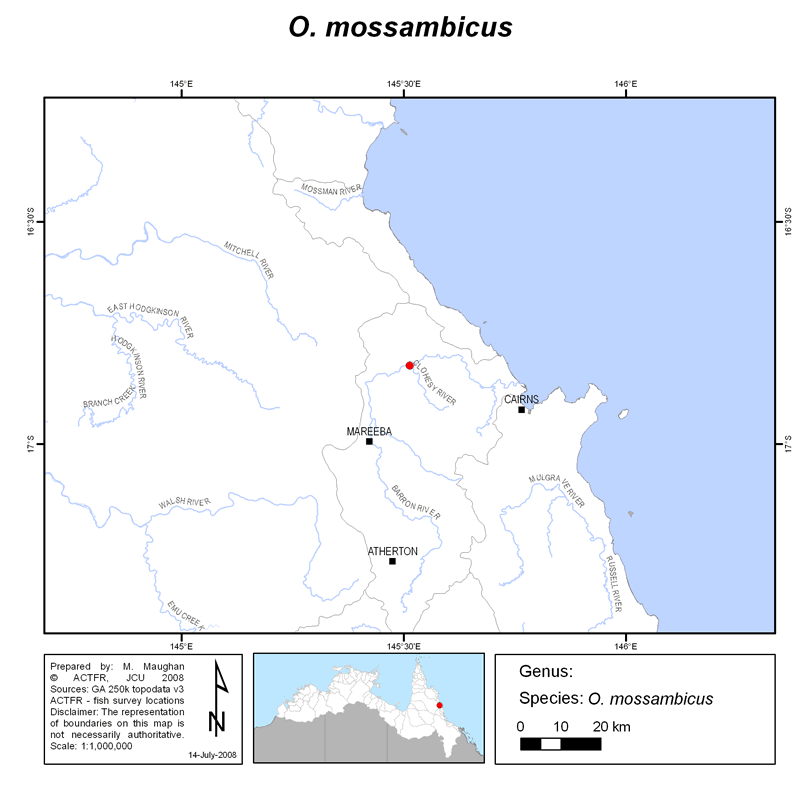 O. mossambicus
145°E
145°30'E
146°E
16°30'S
16°30'S
MOSSMAN RIVER
MITCHELL RIVER
EAST HODGKINSON RIVER
HODGKINSON RIVER
BRANCH CREEK
CLOHESY RIVER
CAIRNS
MAREEBA
17°S
17°S
MULGRAVE RIVER
WALSH RIVER
BARRON RIVER
ATHERTON
RUSSELL RIVER
EMU CREEK
145°E
145°30'E
146°E
Prepared by: M. Maughan
© ACTFR, JCU 2008
Sources: GA 250k topodata v3
ACTFR - fish survey locations
Disclaimer: The representation
of boundaries on this map is
not necessarily authoritative.
Scale: 1:1,000,000
N
14-July-2008
Genus:
Species: O. mossambicus
0 10 20 km